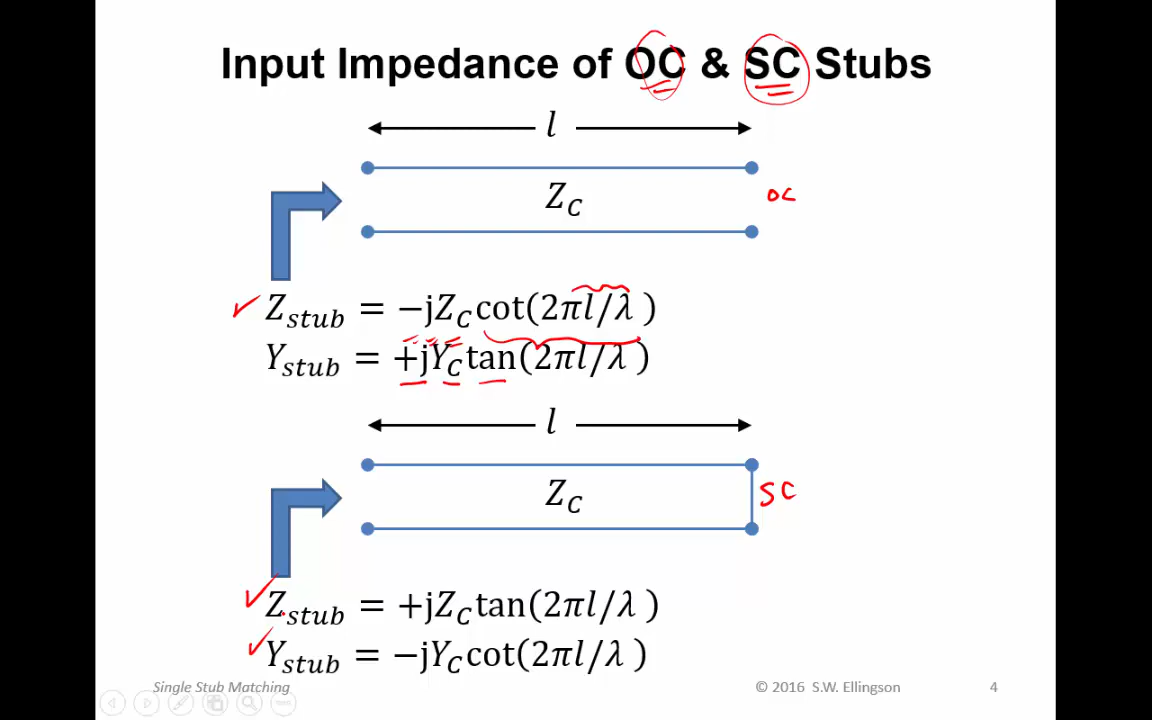 Input Impedance of OC & SC Stubs
l
Z_C
OC
Z_stub = −jZ_C cot(2πl/λ)
Y_stub = +jY_C tan(2πl/λ)
l
Z_C
SC
Z_stub = +jZ_C tan(2πl/λ)
Y_stub = −jY_C cot(2πl/λ)
Single Stub Matching
© 2016 S.W. Ellingson
4